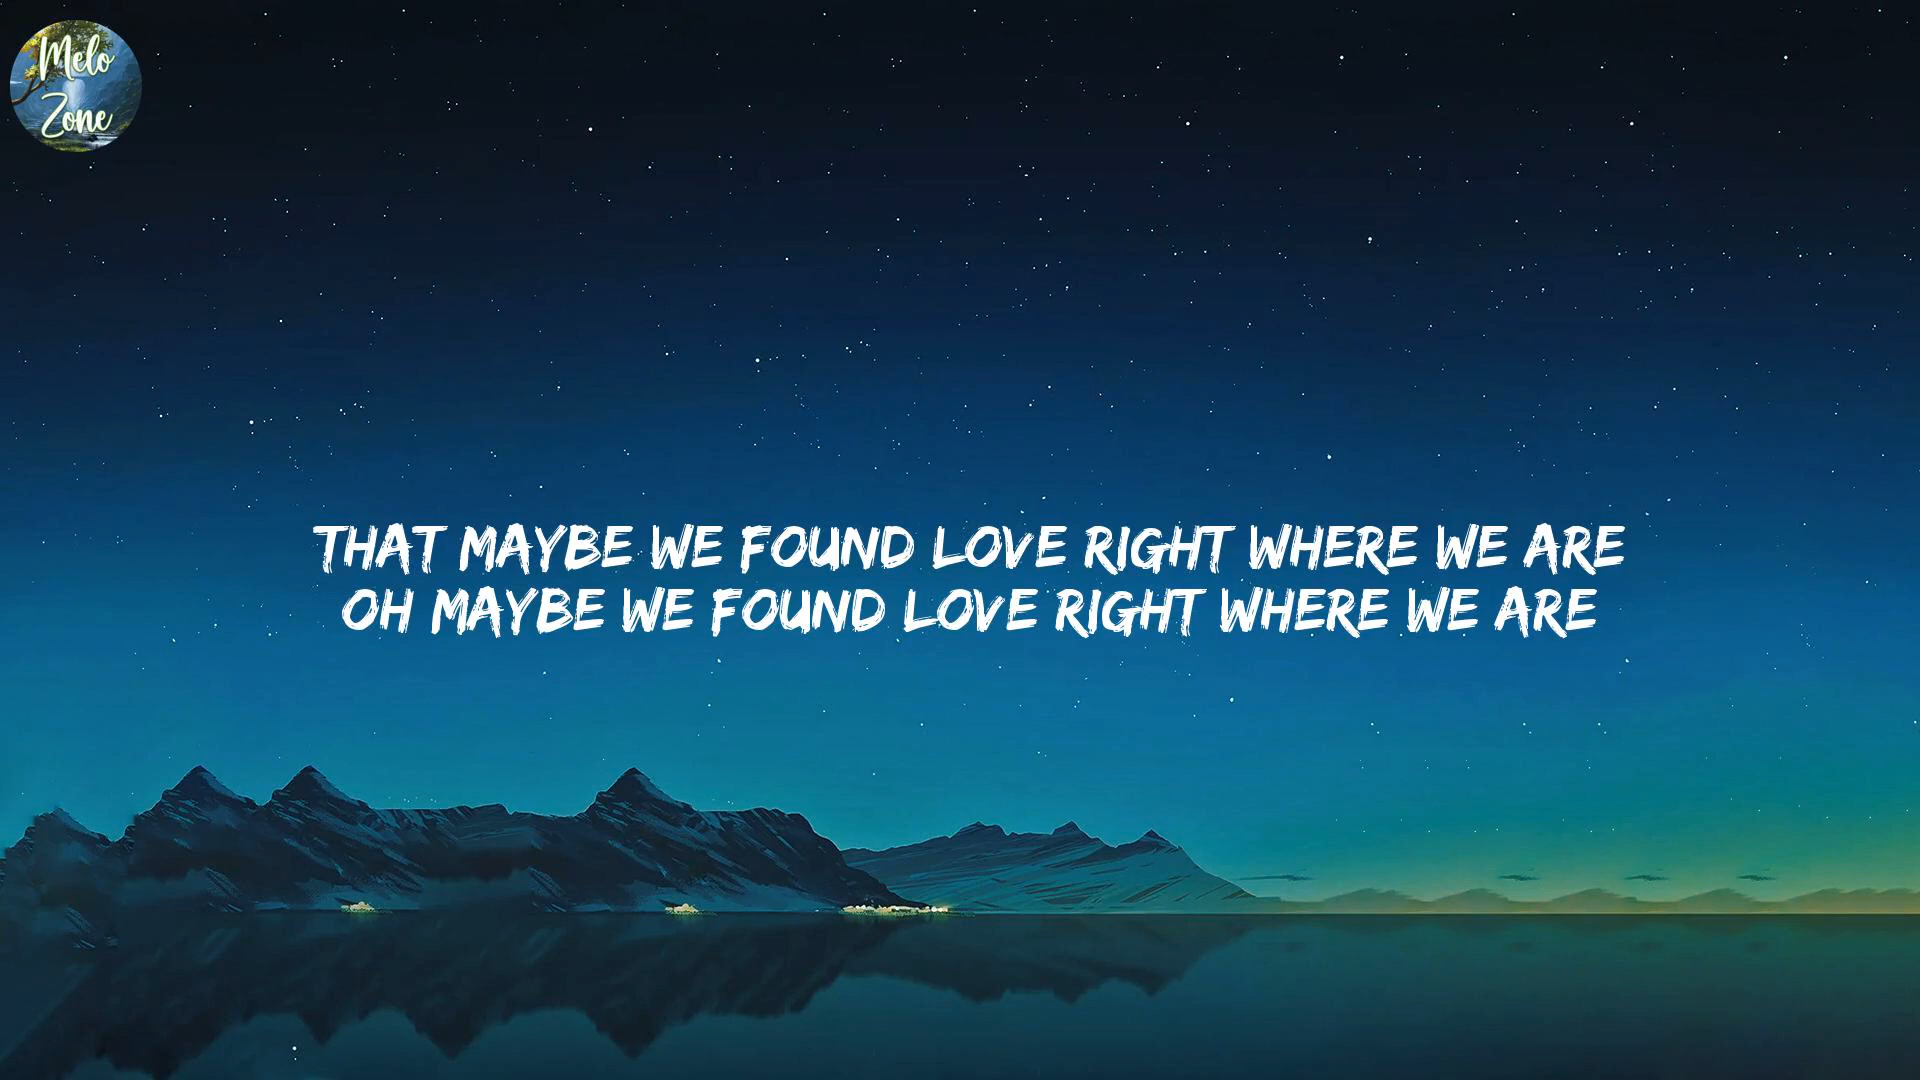 Melo
Zone
THAT MAYBE WE FOUND LOVE RIGHT WHERE WE ARE
OH MAYBE WE FOUND LOVE RIGHT WHERE WE ARE